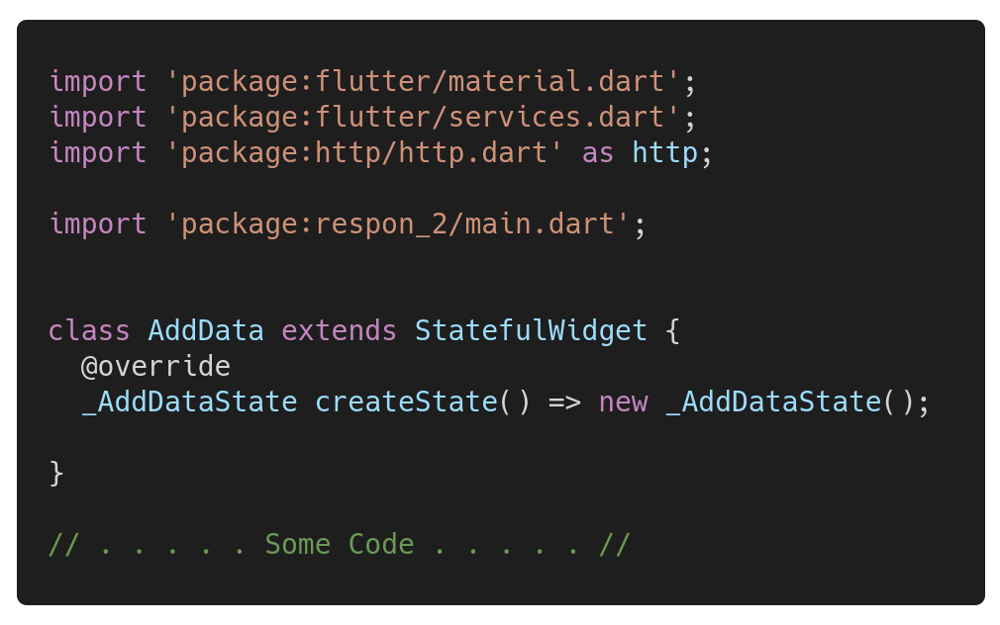 import 'package:flutter/material.dart';
import 'package:flutter/services.dart';
import 'package:http/http.dart' as http;
import 'package:respon_2/main.dart';
class AddData extends StatefulWidget {
  @override
  _AddDataState createState() => new _AddDataState();
}
// . . . . . Some Code . . . . . //